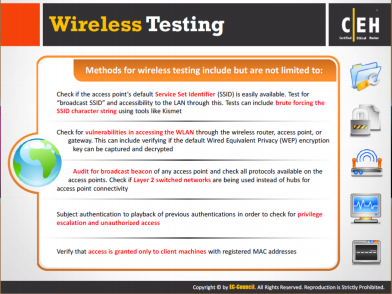 Wireless Testing
C|EH
Certified Ethical Hacker
Methods for wireless testing include but are not limited to:
Check if the access point's default Service Set Identifier (SSID) is easily available. Test for
"broadcast SSID" and accessibility to the LAN through this. Tests can include brute forcing the
SSID character string using tools like Kismet
Check for vulnerabilities in accessing the WLAN through the wireless router, access point, or
gateway. This can include verifying if the default Wired Equivalent Privacy (WEP) encryption
key can be captured and decrypted
Audit for broadcast beacon of any access point and check all protocols available on the
access points. Check if Layer 2 switched networks are being used instead of hubs for
access point connectivity
Subject authentication to playback of previous authentications in order to check for privilege
escalation and unauthorized access
Verify that access is granted only to client machines with registered MAC addresses
Copyright © by EC-Council. All Rights Reserved. Reproduction is Strictly Prohibited.